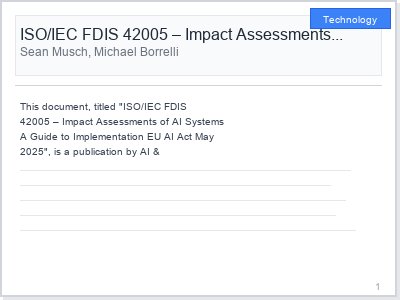 Technology
ISO/IEC FDIS 42005 – Impact Assessments...
Sean Musch, Michael Borrelli
This document, titled "ISO/IEC FDIS
42005 – Impact Assessments of AI Systems
A Guide to Implementation EU AI Act May
2025", is a publication by AI &
1